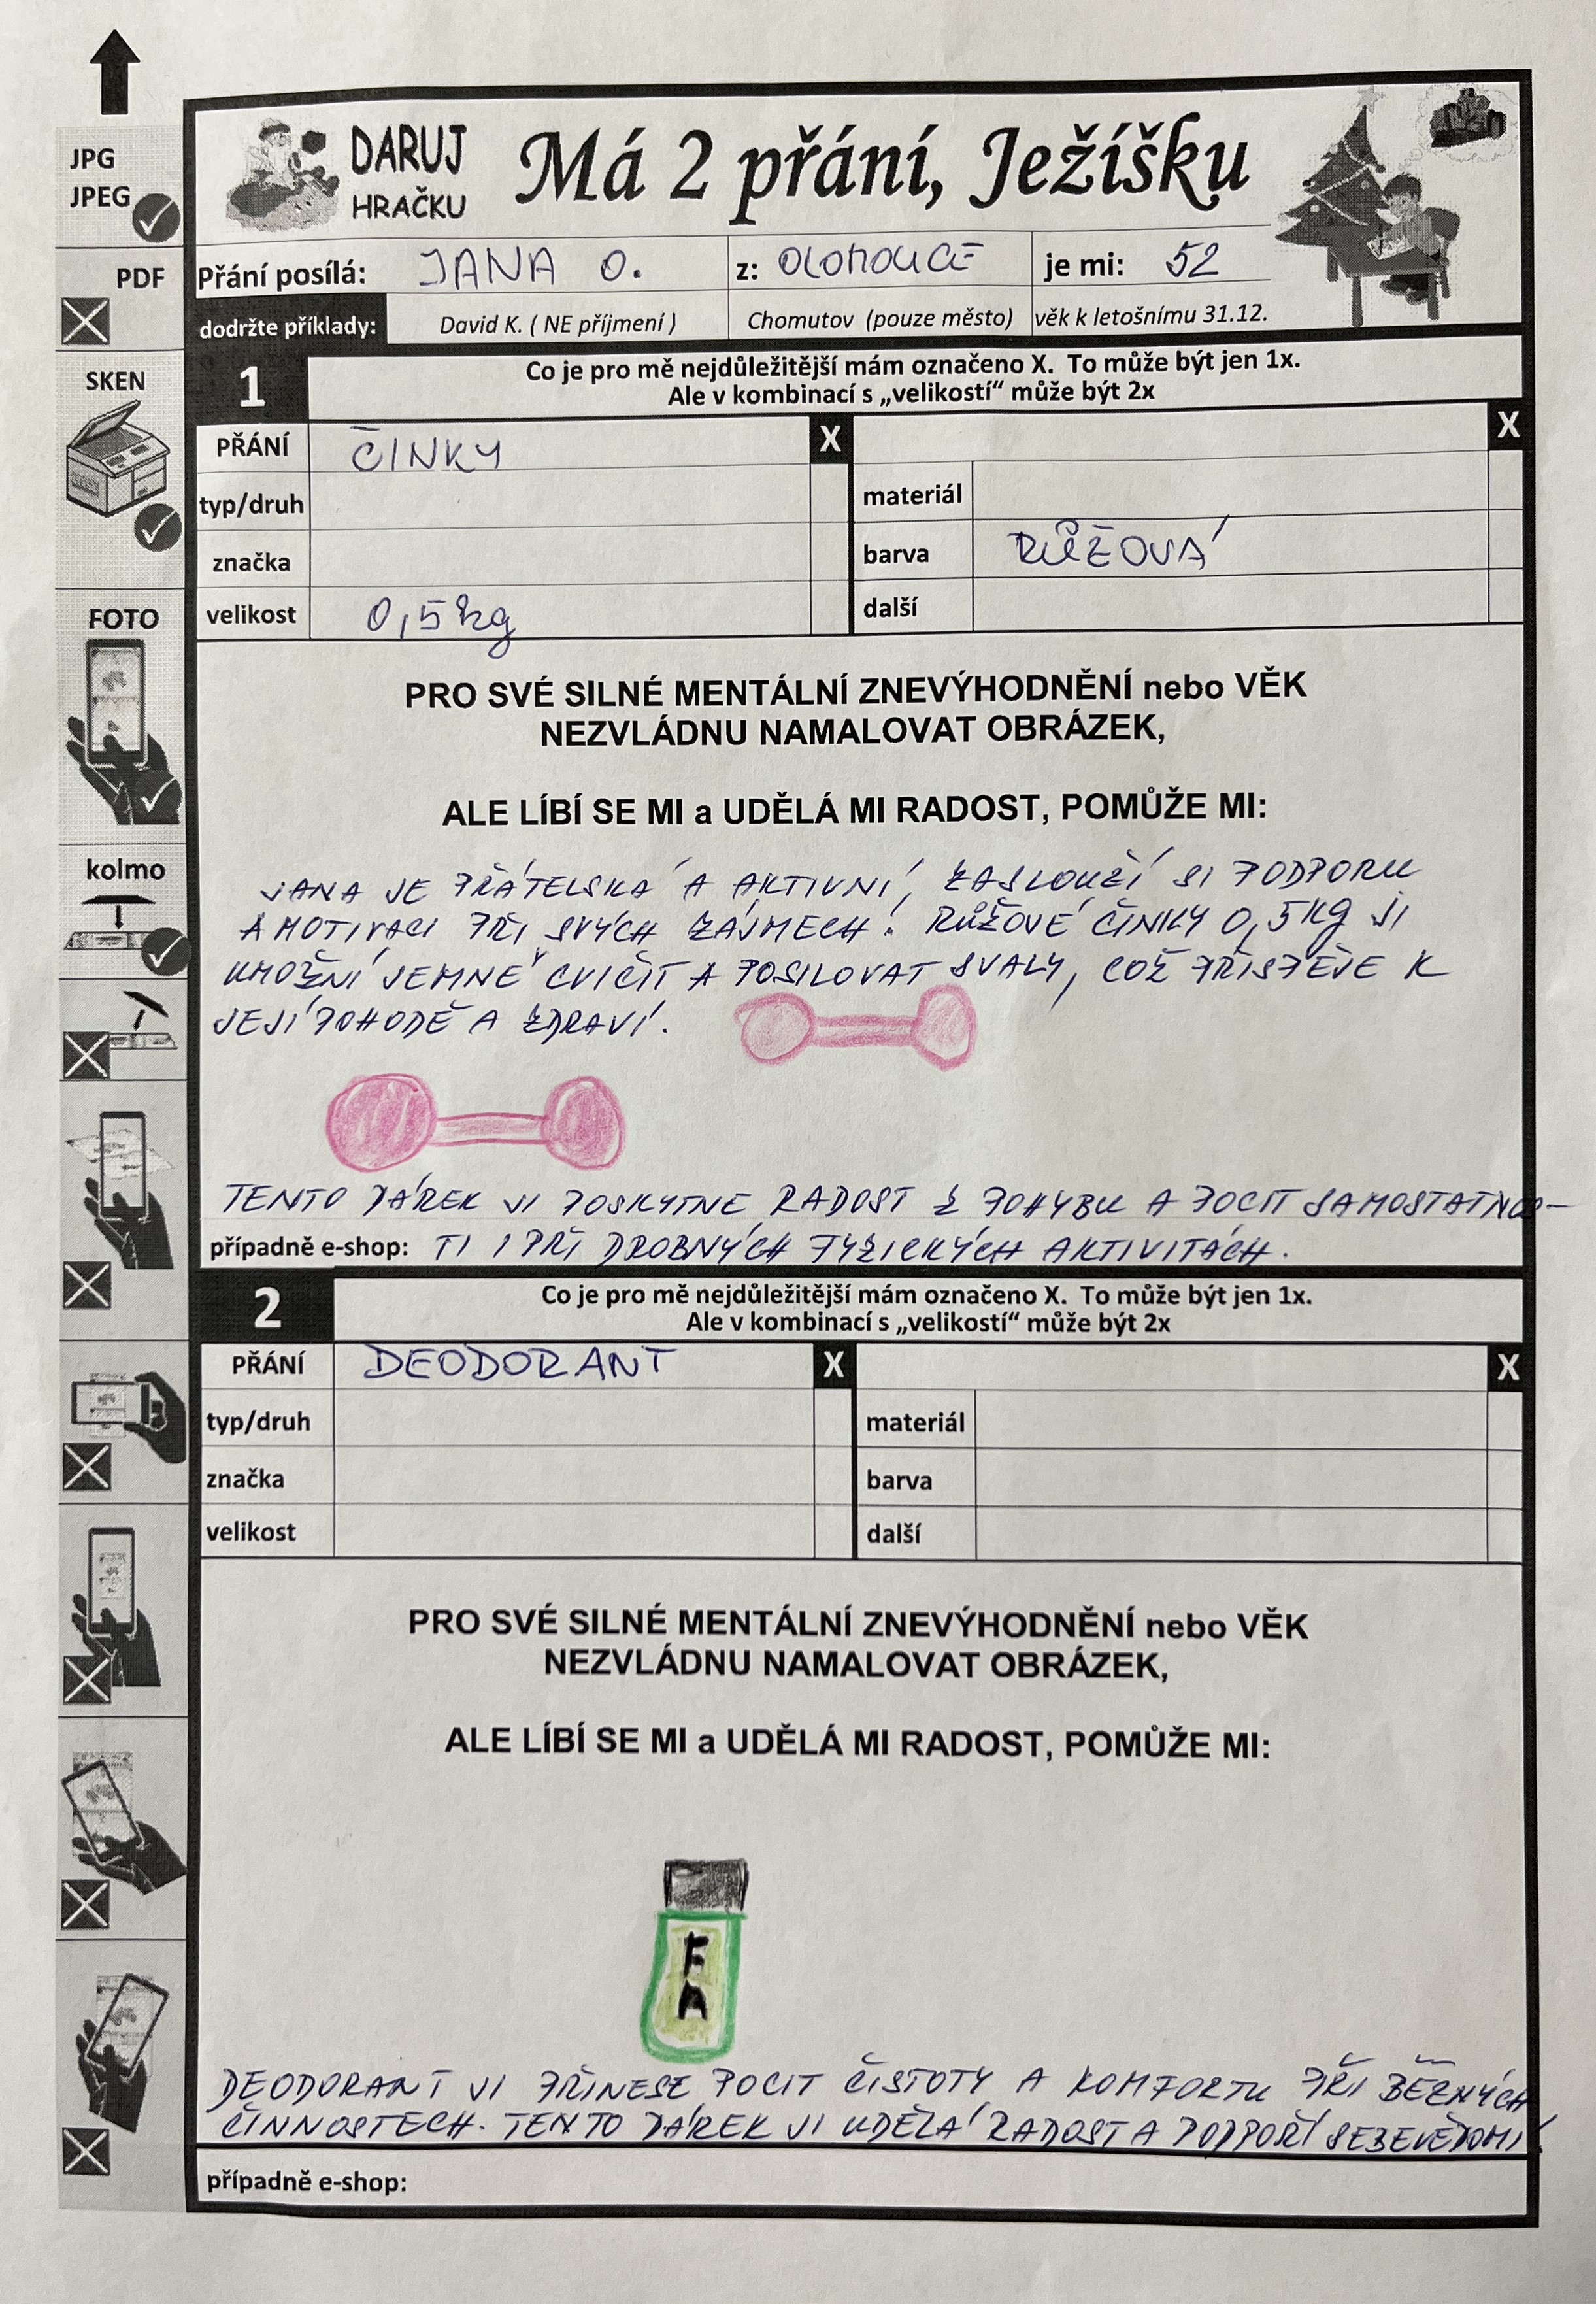 JPG
JPEG
PDF
SKEN
FOTO
kolmo
DARUJ
HRAČKU
Má 2 přání, Ježíšku
Přání posílá: JANA O. z: OLOMOUCE je mi: 52
dodržte příklady: David K. ( NE příjmení ) Chomutov (pouze město) věk k letošnímu 31.12.
1 Co je pro mě nejdůležitější mám označeno X. To může být jen 1x.
Ale v kombinací s „velikostí“ může být 2x
PŘÁNÍ ČINKY X X
typ/druh materiál
značka barva RŮŽOVÁ
velikost 0,5kg další
PRO SVÉ SILNÉ MENTÁLNÍ ZNEVÝHODNĚNÍ nebo VĚK
NEZVLÁDNU NAMALOVAT OBRÁZEK,
ALE LÍBÍ SE MI a UDĚLÁ MI RADOST, POMŮŽE MI:
JANA JE PŘÁTELSKÁ A AKTIVNÍ, ZASLOUŽÍ SI PODPORU
A MOTIVACI PŘI SVÝCH ZÁJMECH. RŮŽOVÉ ČINKY 0,5KG JI
UMOŽNÍ JEMNĚ CVIČIT A POSILOVAT SVALY, COŽ PŘISPĚJE K
JEJÍ POHODĚ A ZDRAVÍ.
TENTO DÁREK JI POSKYTNE RADOST Z POHYBU A POCIT SAMOSTATNOS-
případně e-shop: TI I PŘI DROBNÝCH FYZICKÝCH AKTIVITÁCH.
2 Co je pro mě nejdůležitější mám označeno X. To může být jen 1x.
Ale v kombinací s „velikostí“ může být 2x
PŘÁNÍ DEODORANT X X
typ/druh materiál
značka barva
velikost další
PRO SVÉ SILNÉ MENTÁLNÍ ZNEVÝHODNĚNÍ nebo VĚK
NEZVLÁDNU NAMALOVAT OBRÁZEK,
ALE LÍBÍ SE MI a UDĚLÁ MI RADOST, POMŮŽE MI:
FA
DEODORANT JI PŘINESE POCIT ČISTOTY A KOMFORTU PŘI BĚŽNÝCH
ČINNOSTECH. TENTO DÁREK JI UDĚLÁ RADOST A PODPOŘÍ SEBEVĚDOMÍ.
případně e-shop: